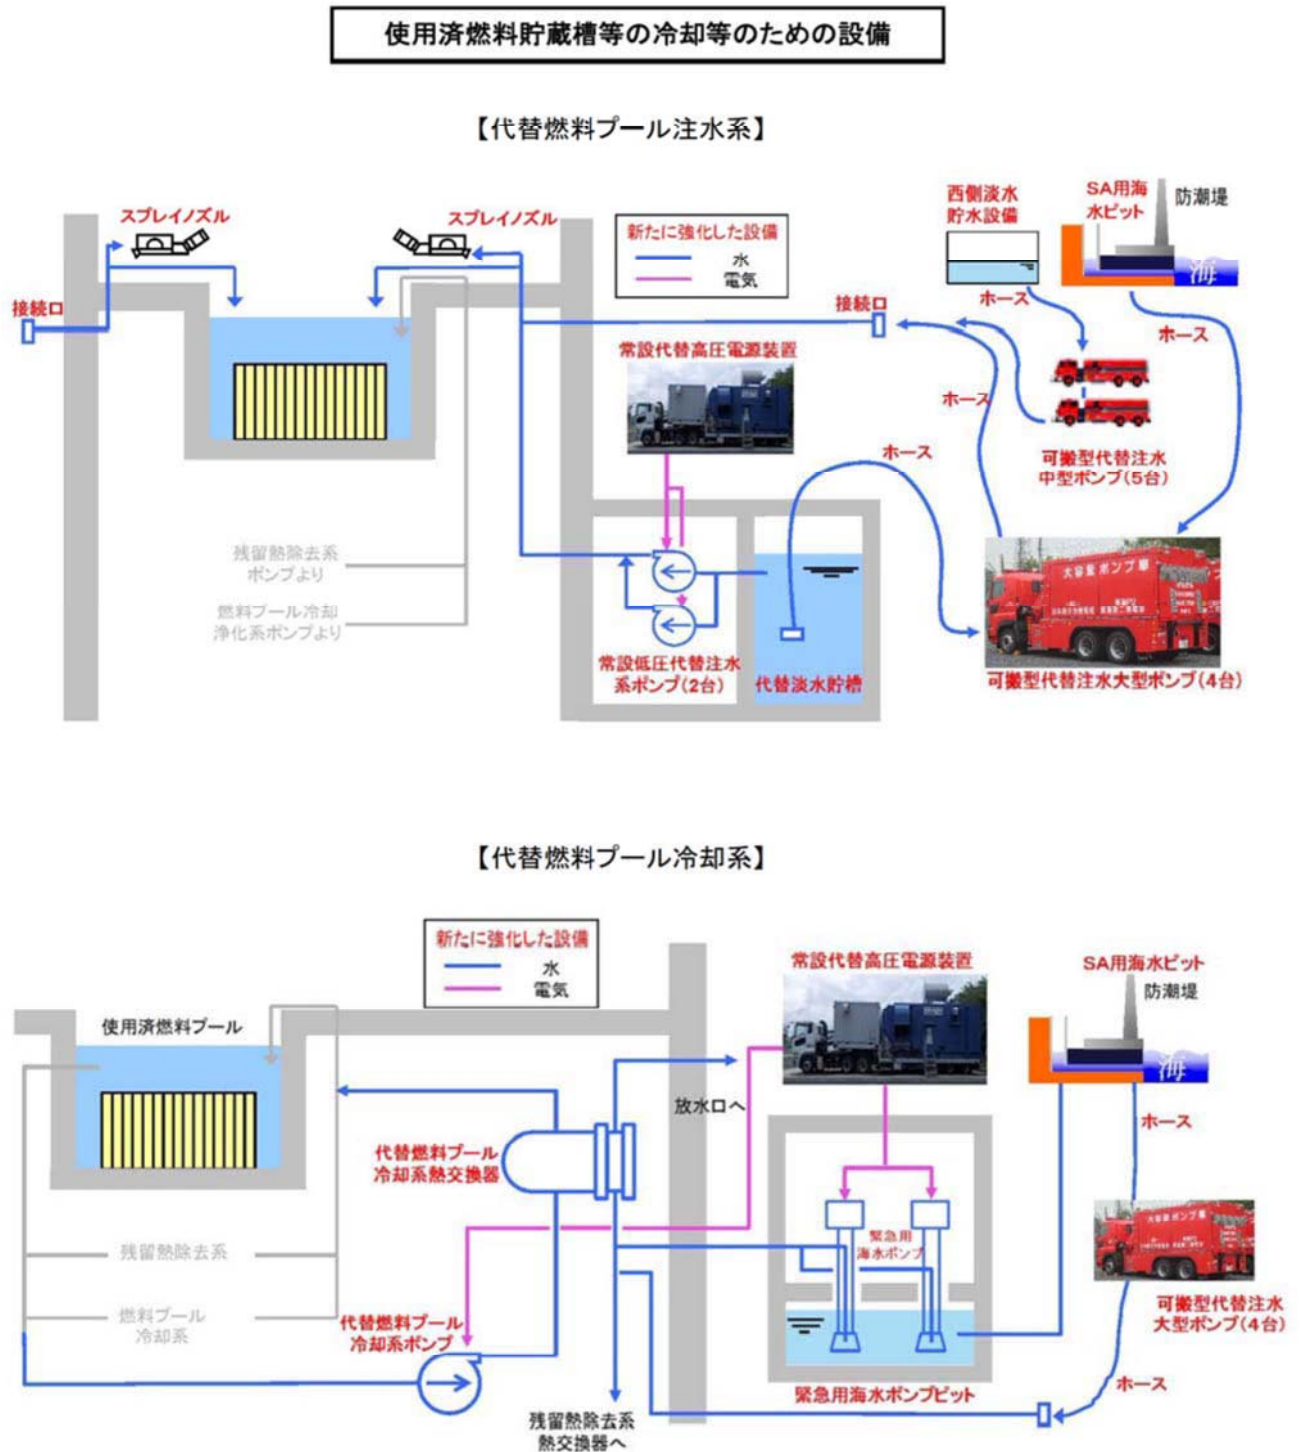 使用済燃料貯蔵槽等の冷却等のための設備
【代替燃料プール注水系】
スプレイノズル
スプレイノズル
新たに強化した設備
水
電気
西側淡水
貯水設備
SA用海
水ピット
防潮堤
海
接続口
接続口
ホース
ホース
常設代替高圧電源装置
ホース
ホース
可搬型代替注水
中型ポンプ(5台)
残留熱除去系
ポンプより
燃料プール冷却
浄化系ポンプより
大容量ポンプ車
常設低圧代替注水
系ポンプ(2台)
代替淡水貯槽
可搬型代替注水大型ポンプ(4台)
【代替燃料プール冷却系】
新たに強化した設備
水
電気
常設代替高圧電源装置
SA用海水ピット
防潮堤
海
使用済燃料プール
放水口へ
ホース
代替燃料プール
冷却系熱交換器
大容量ポンプ車
緊急用
海水ポンプ
残留熱除去系
燃料プール
冷却系
代替燃料プール
冷却系ポンプ
可搬型代替注水
大型ポンプ(4台)
緊急用海水ポンプピット
ホース
残留熱除去系
熱交換器へ